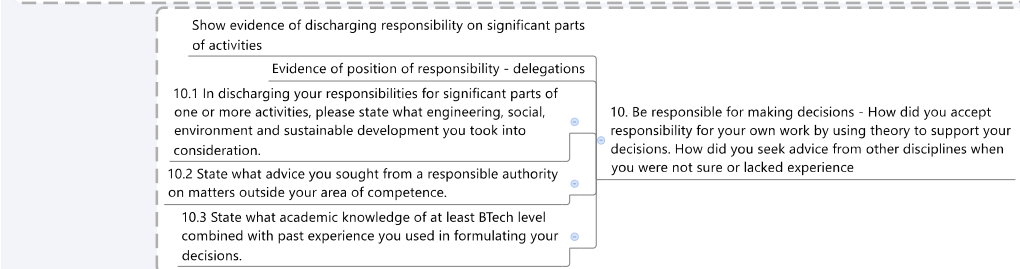 Show evidence of discharging responsibility on significant parts
of activities
Evidence of position of responsibility - delegations
10.1 In discharging your responsibilities for significant parts of
one or more activities, please state what engineering, social,
environment and sustainable development you took into
consideration.
10.2 State what advice you sought from a responsible authority
on matters outside your area of competence.
10.3 State what academic knowledge of at least BTech level
combined with past experience you used in formulating your
decisions.
10. Be responsible for making decisions - How did you accept
responsibility for your own work by using theory to support your
decisions. How did you seek advice from other disciplines when
you were not sure or lacked experience